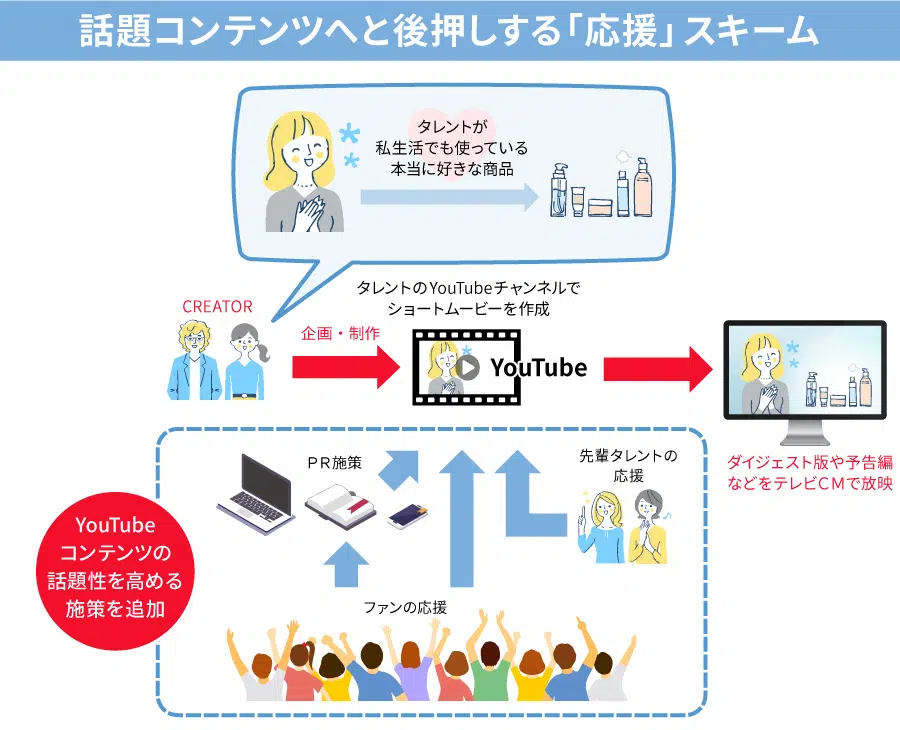 話題コンテンツへと後押しする「応援」スキーム
タレントが
私生活でも使っている
本当に好きな商品
タレントのYouTubeチャンネルで
ショートムービーを作成
CREATOR
企画・制作
YouTube
ダイジェスト版や予告編
などをテレビCMで放映
PR施策
先輩タレントの
応援
YouTube
コンテンツの
話題性を高める
施策を追加
ファンの応援